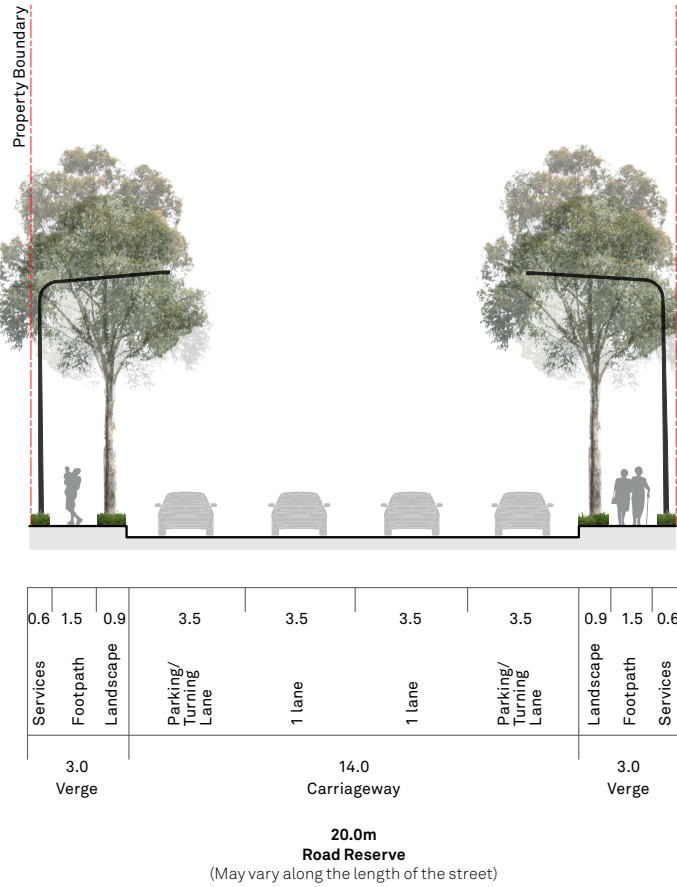 Property Boundary
0.6 1.5 0.9 3.5 3.5 3.5 3.5 0.9 1.5 0.6
Services
Footpath
Landscape
Parking/
Turning
Lane
1 lane
1 lane
Parking/
Turning
Lane
Landscape
Footpath
Services
3.0 14.0 3.0
Verge Carriageway Verge
20.0m
Road Reserve
(May vary along the length of the street)